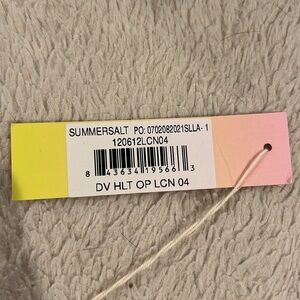 SUMMERSALT PO: 0702082021SLLA- 1
120612LCN04
8 43634 19566 3
DV HLT OP LCN 04